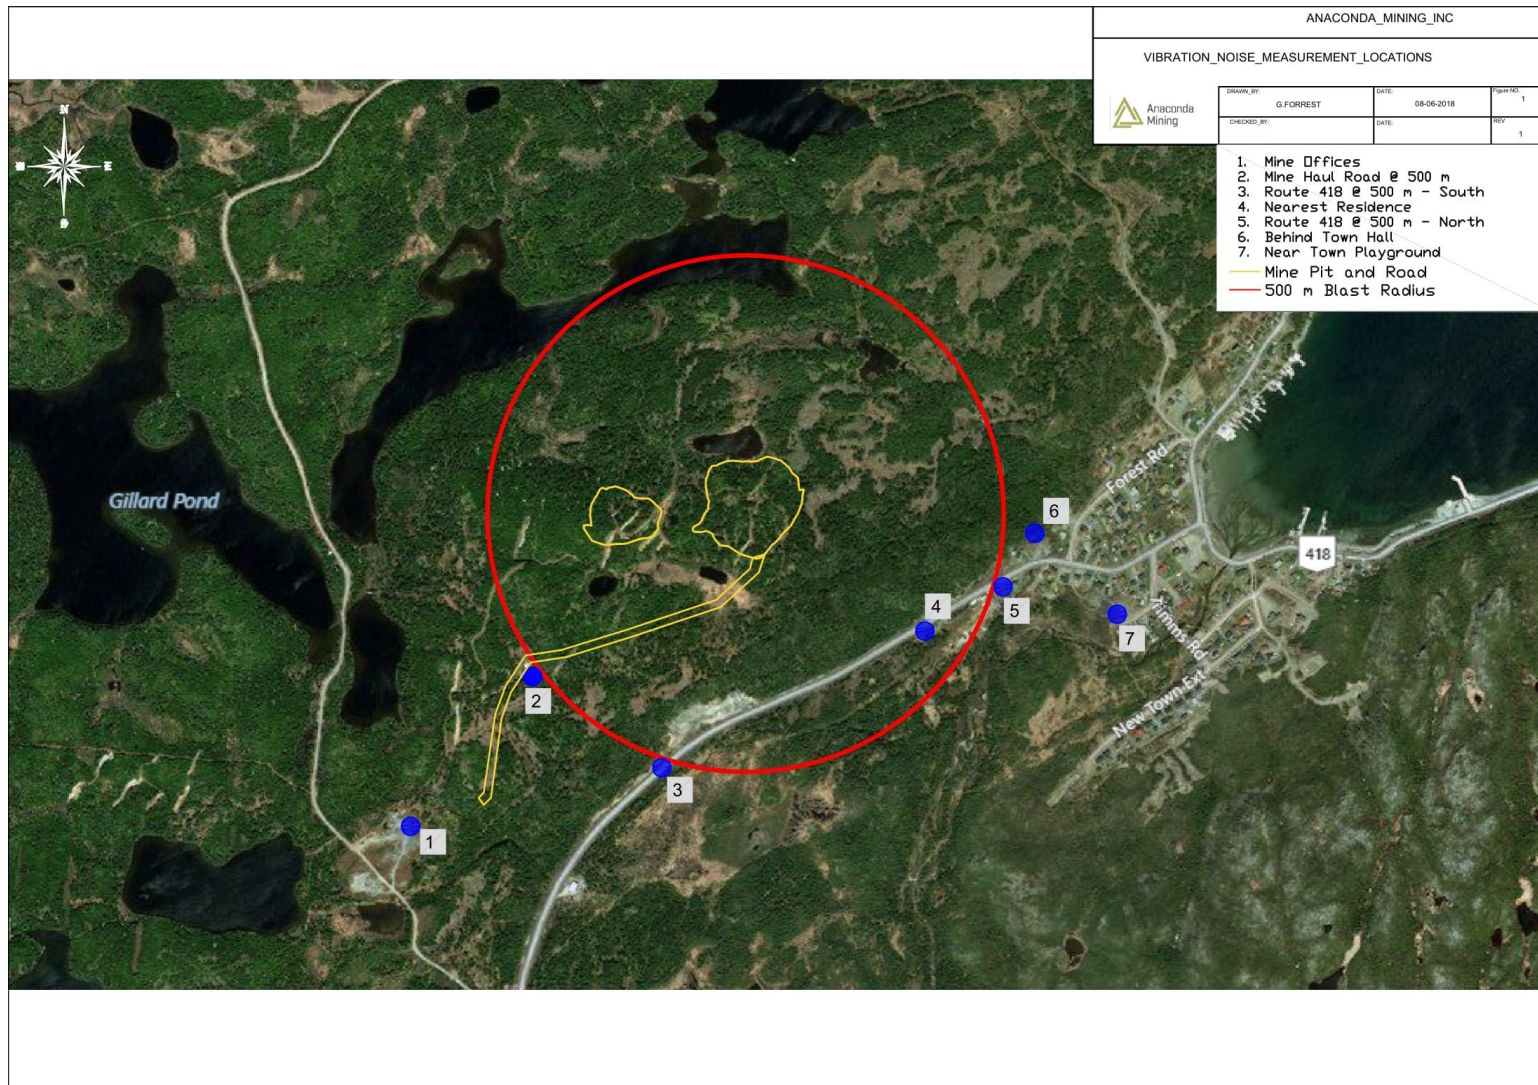 ANACONDA_MINING_INC
VIBRATION_NOISE_MEASUREMENT_LOCATIONS
Anaconda
Mining
DRAWN_BY:
G.FORREST
DATE:
08-06-2018
Figure NO.
1
CHECKED_BY:
DATE:
REV
1
N
1. Mine Offices
2. Mine Haul Road @ 500 m
3. Route 418 @ 500 m - South
4. Nearest Residence
5. Route 418 @ 500 m - North
6. Behind Town Hall
7. Near Town Playground
Mine Pit and Road
500 m Blast Radius
Gillard Pond
Forest Rd
6
418
5
4
7
Trimms Rd
New Town Ext
2
3
1